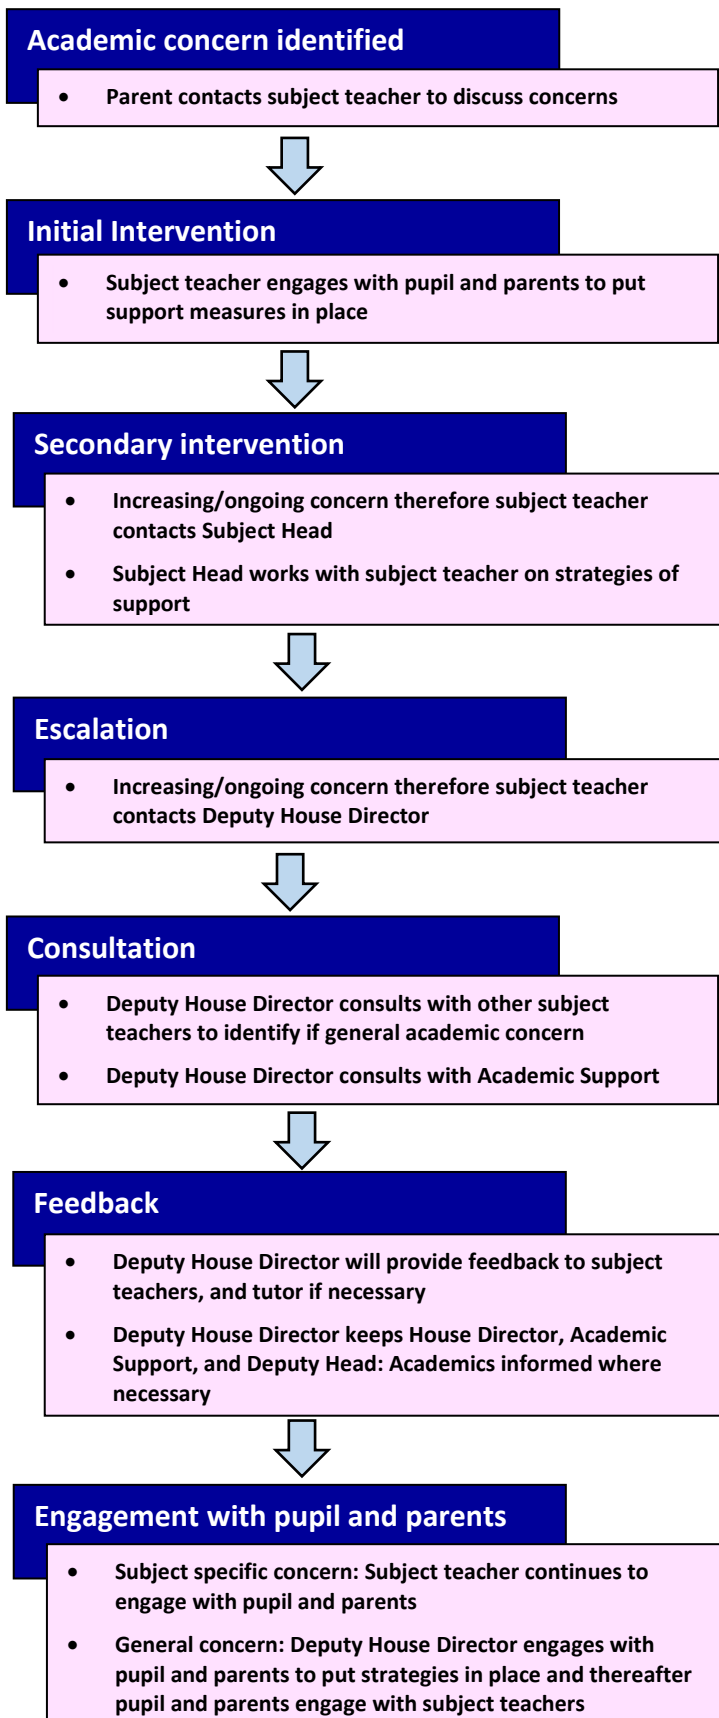 Academic concern identified
• Parent contacts subject teacher to discuss concerns
Initial Intervention
• Subject teacher engages with pupil and parents to put
support measures in place
Secondary intervention
• Increasing/ongoing concern therefore subject teacher
contacts Subject Head
• Subject Head works with subject teacher on strategies of
support
Escalation
• Increasing/ongoing concern therefore subject teacher
contacts Deputy House Director
Consultation
• Deputy House Director consults with other subject
teachers to identify if general academic concern
• Deputy House Director consults with Academic Support
Feedback
• Deputy House Director will provide feedback to subject
teachers, and tutor if necessary
• Deputy House Director keeps House Director, Academic
Support, and Deputy Head: Academics informed where
necessary
Engagement with pupil and parents
• Subject specific concern: Subject teacher continues to
engage with pupil and parents
• General concern: Deputy House Director engages with
pupil and parents to put strategies in place and thereafter
pupil and parents engage with subject teachers